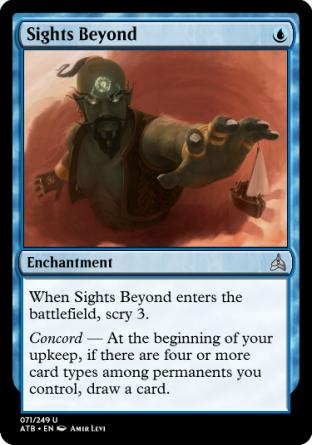 Sights Beyond
Enchantment
When Sights Beyond enters the
battlefield, scry 3.
Concord — At the beginning of your
upkeep, if there are four or more
card types among permanents you
control, draw a card.
071/249 U
ATB • EN Amir Levi